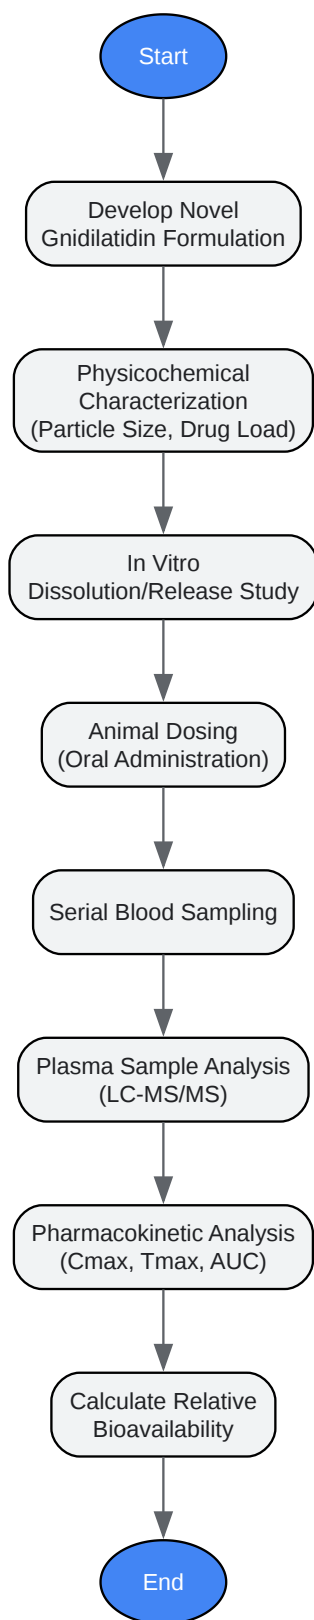 Start
Develop Novel
Gnidilatidin Formulation
Physicochemical
Characterization
(Particle Size, Drug Load)
In Vitro
Dissolution/Release Study
Animal Dosing
(Oral Administration)
Serial Blood Sampling
Plasma Sample Analysis
(LC-MS/MS)
Pharmacokinetic Analysis
(Cmax, Tmax, AUC)
Calculate Relative
Bioavailability
End